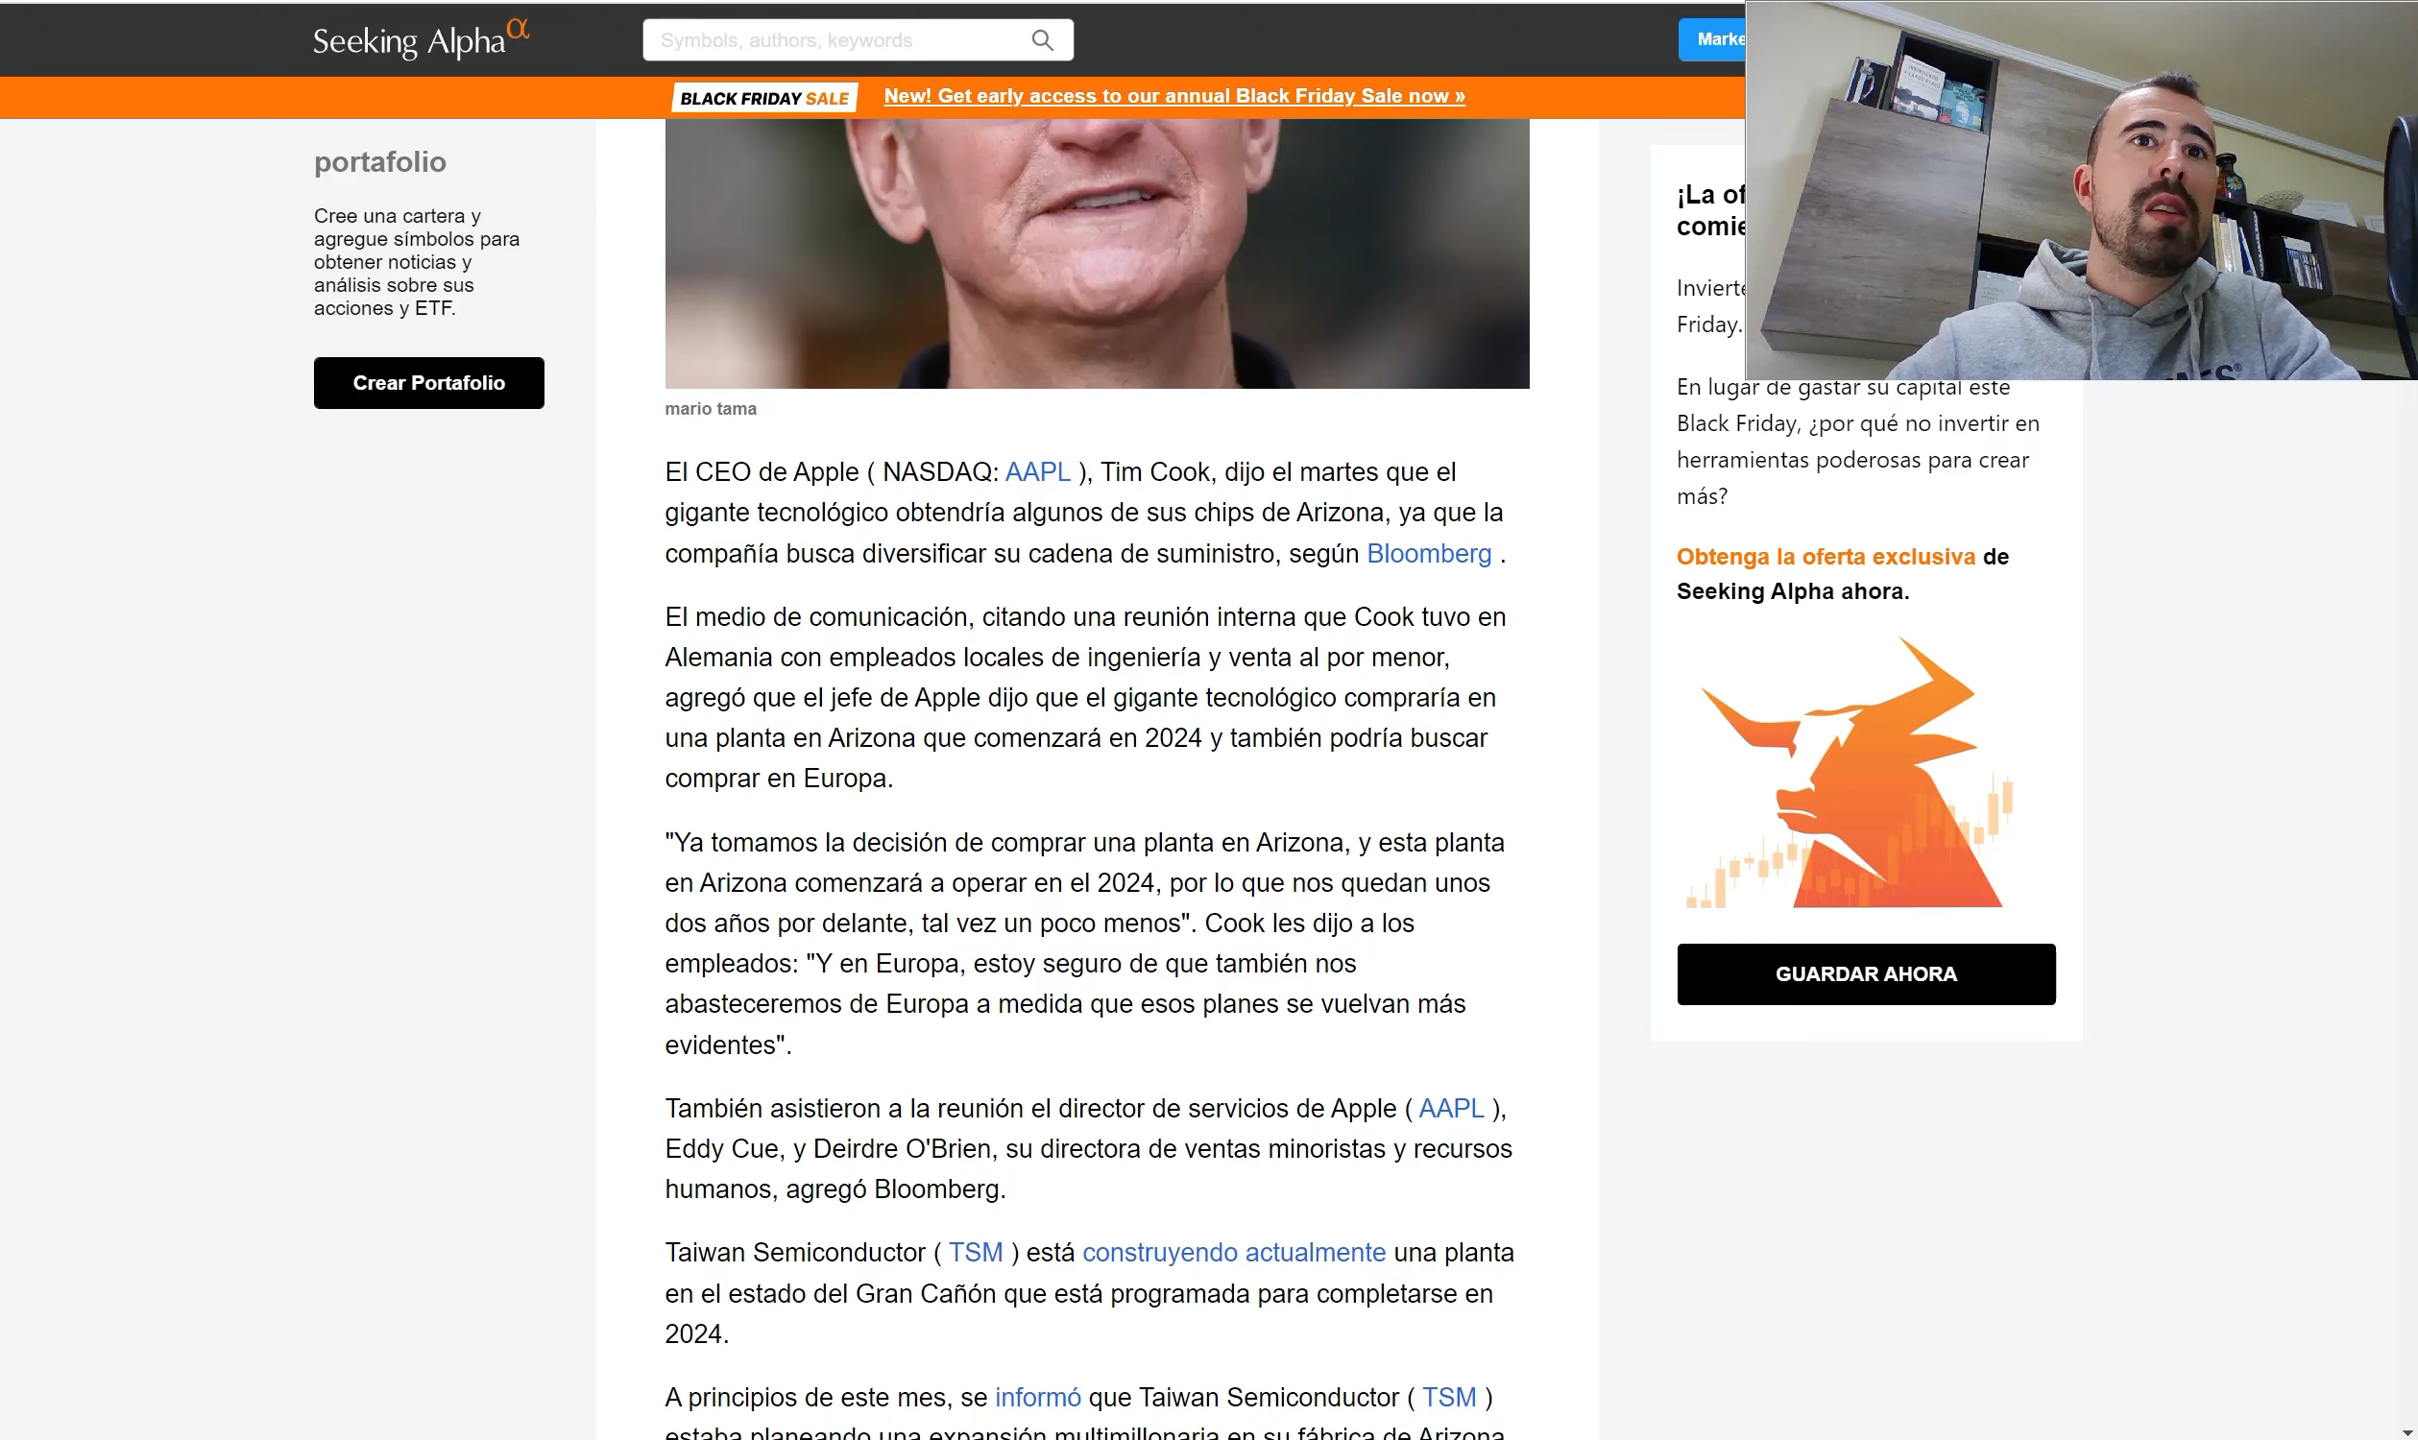 Seeking Alpha α
Symbols, authors, keywords
Marke
BLACK FRIDAY SALE
New! Get early access to our annual Black Friday Sale now »
portafolio
Cree una cartera y
agregue símbolos para
obtener noticias y
análisis sobre sus
acciones y ETF.
Crear Portafolio
mario tama
El CEO de Apple ( NASDAQ: AAPL ), Tim Cook, dijo el martes que el
gigante tecnológico obtendría algunos de sus chips de Arizona, ya que la
compañía busca diversificar su cadena de suministro, según Bloomberg .
El medio de comunicación, citando una reunión interna que Cook tuvo en
Alemania con empleados locales de ingeniería y venta al por menor,
agregó que el jefe de Apple dijo que el gigante tecnológico compraría en
una planta en Arizona que comenzará en 2024 y también podría buscar
comprar en Europa.
"Ya tomamos la decisión de comprar una planta en Arizona, y esta planta
en Arizona comenzará a operar en el 2024, por lo que nos quedan unos
dos años por delante, tal vez un poco menos". Cook les dijo a los
empleados: "Y en Europa, estoy seguro de que también nos
abasteceremos de Europa a medida que esos planes se vuelvan más
evidentes".
También asistieron a la reunión el director de servicios de Apple ( AAPL ),
Eddy Cue, y Deirdre O'Brien, su directora de ventas minoristas y recursos
humanos, agregó Bloomberg.
Taiwan Semiconductor ( TSM ) está construyendo actualmente una planta
en el estado del Gran Cañón que está programada para completarse en
2024.
A principios de este mes, se informó que Taiwan Semiconductor ( TSM )
estaba planeando una expansión multimillonaria en su fábrica de Arizona
¡La of
comie
Invierte
Friday.
En lugar de gastar su capital este
Black Friday, ¿por qué no invertir en
herramientas poderosas para crear
más?
Obtenga la oferta exclusiva de
Seeking Alpha ahora.
GUARDAR AHORA